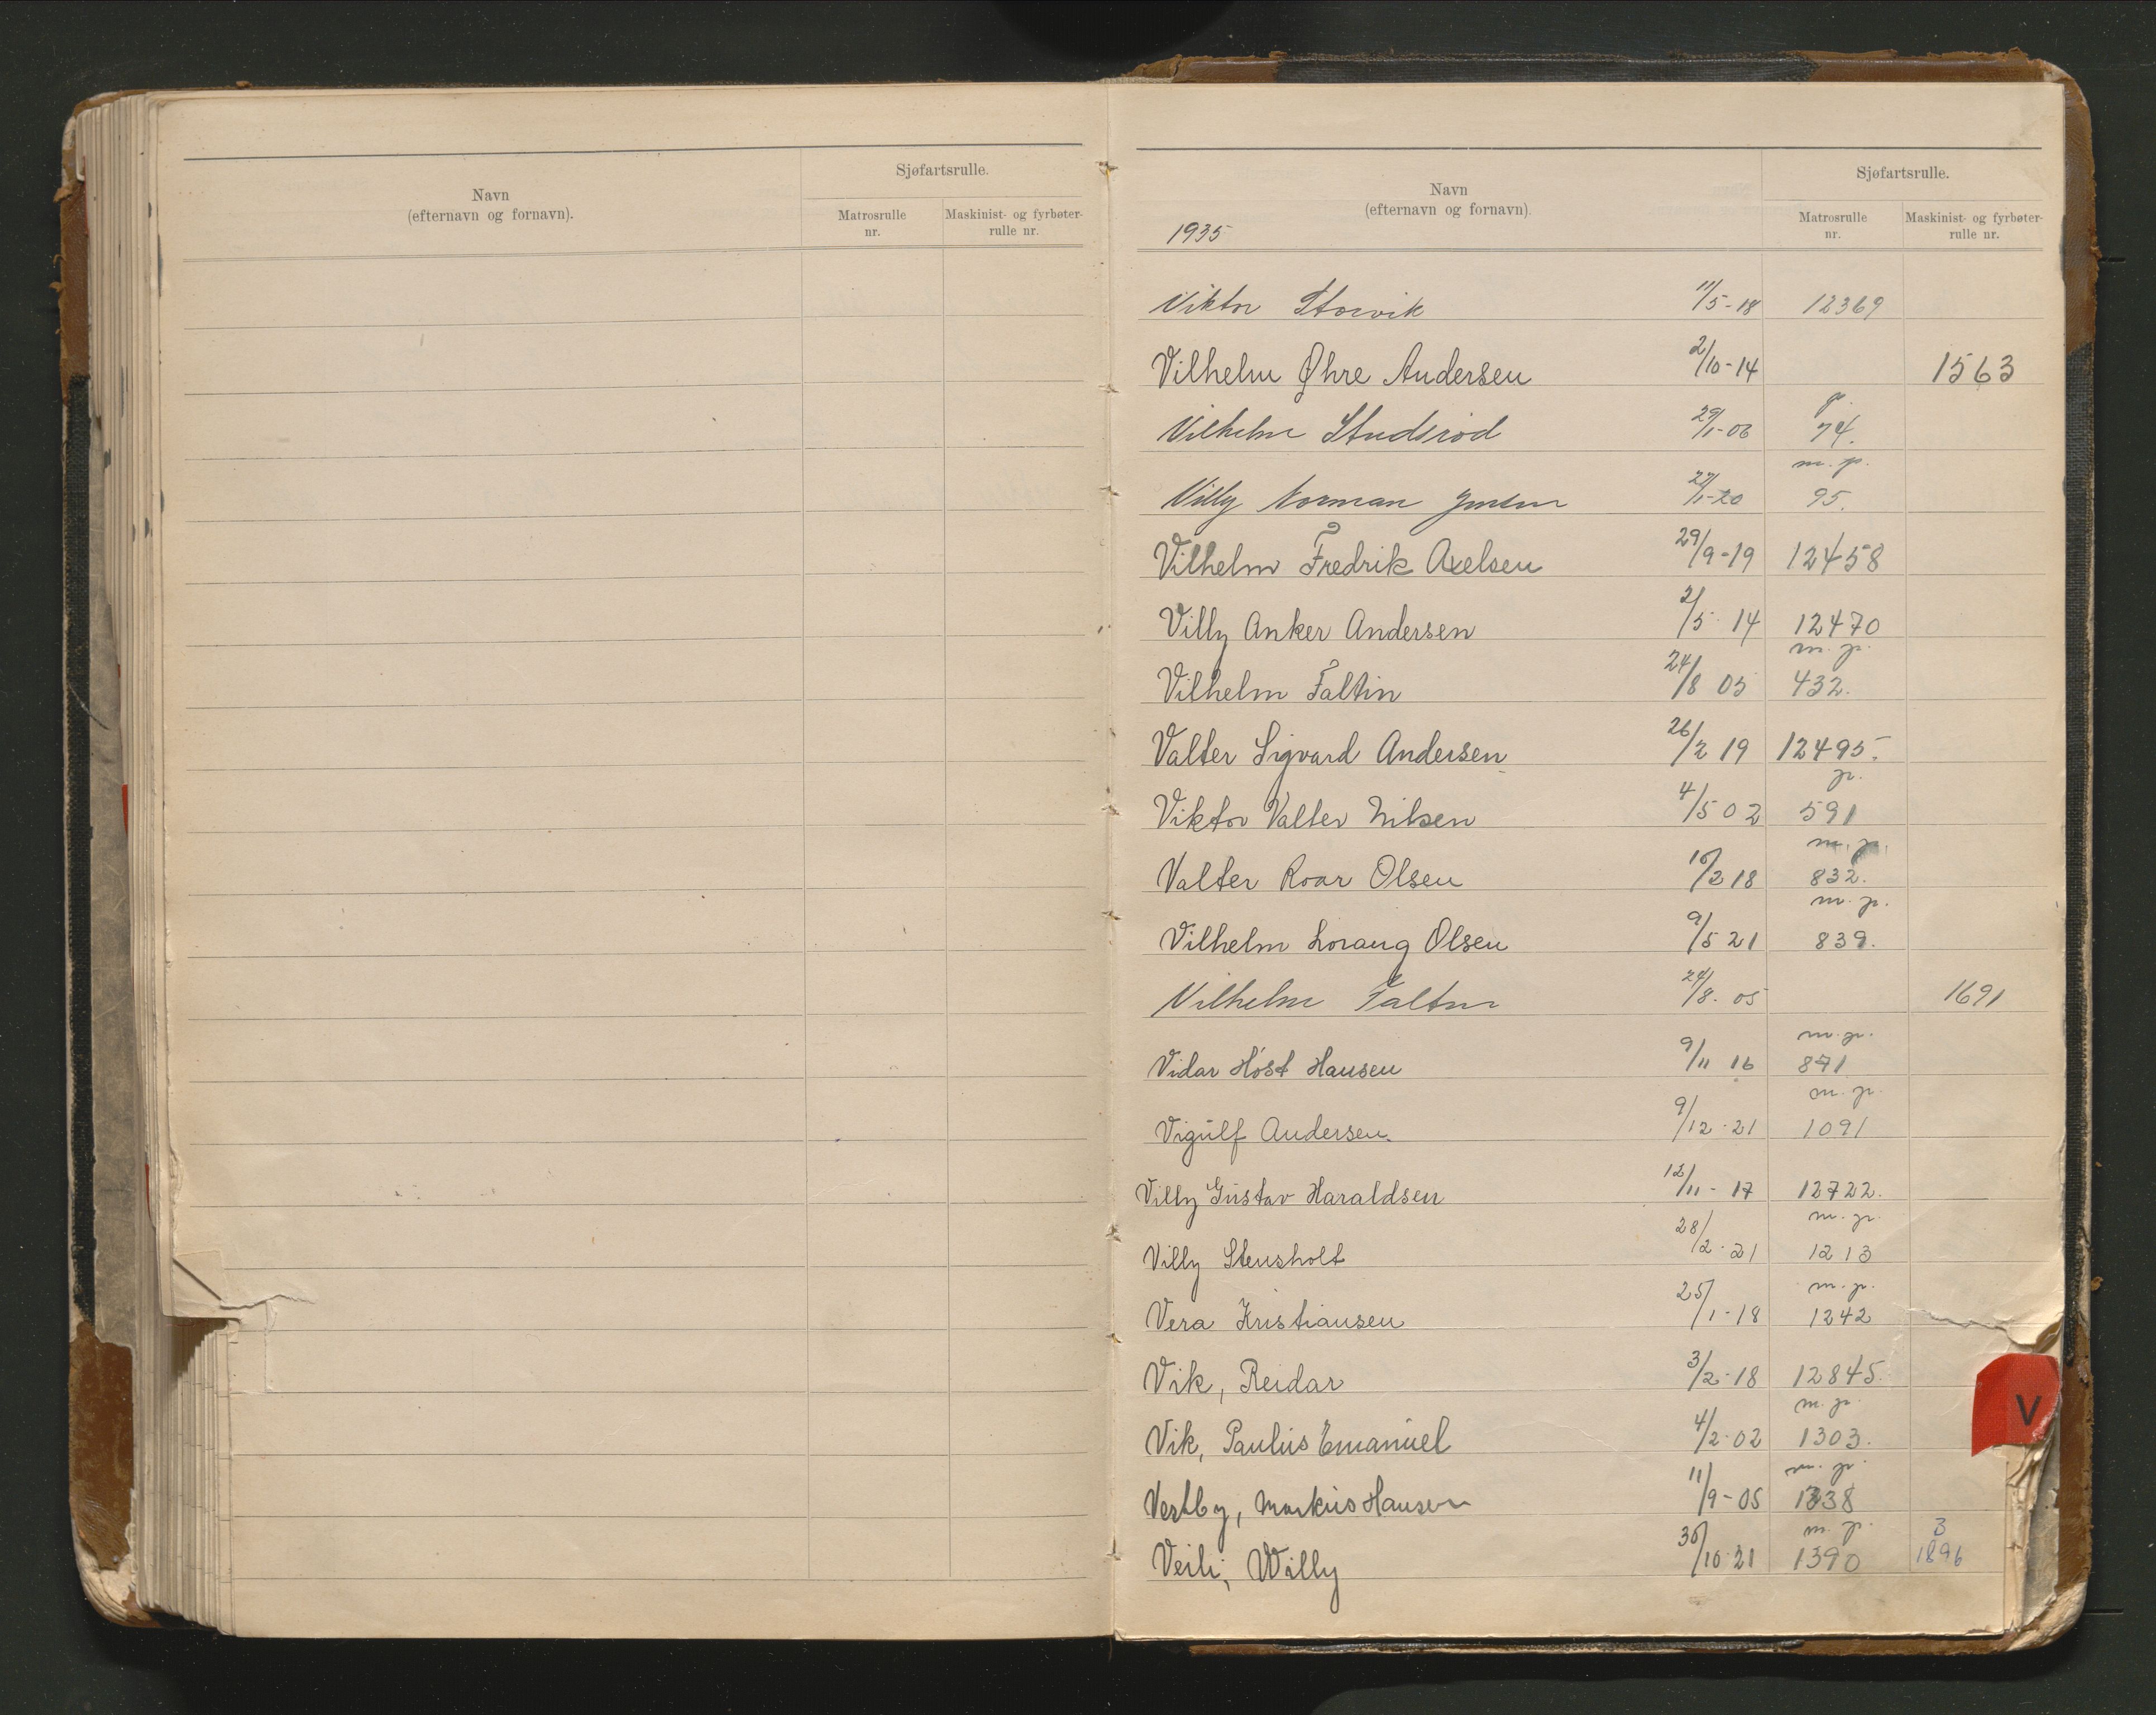 Navn
(efternavn og fornavn).
Sjøfartsrulle.
Matrosrulle
nr.
Maskinist- og fyrbøter-
rulle nr.
Navn
(efternavn og fornavn).
Sjøfartsrulle.
Matrosrulle
nr.
Maskinist- og fyrbøter-
rulle nr.
1935
Viktor Storvik 11/5-18 12369
Vilhelm Øhre Andersen 2/10-14 1563
Vilhelm Studsrød 29/1-06 p. 74.
Villy Norman Jensen 27/1-20 m.p. 95.
Vilhelm Fredrik Axelsen 29/9-19 12458
Villy Anker Andersen 2/5 14 12470
Vilhelm Faltin 24/8 05 m.p. 432.
Valter Sigvard Andersen 26/2 19 12495.
Viktor Valter Nilsen 4/5 02 p. 591
Valter Roar Olsen 10/2 18 m.p. 832.
Vilhelm Lorang Olsen 9/5 21 m.p. 839.
Vilhelm Faltin 24/8. 05 1691
Vidar Høst Hansen 9/11 16 m.p. 871
Vigulf Andersen. 9/12-21 m.p. 1091
Villy Gustav Haraldsen 12/11-17 12722.
Villy Stensholt 28/2-21 m.p. 1213
Vera Kristiansen 25/1-18 m.p. 1242
Vik, Reidar 3/2-18 12845.
Vik, Paulus Emanuel 4/2-02 m.p. 1303.
Vestby, Markus Hansen 11/9-05 m.p. 1338
Veili, Willy 30/10-21 m.p. 1390 3 1896
V